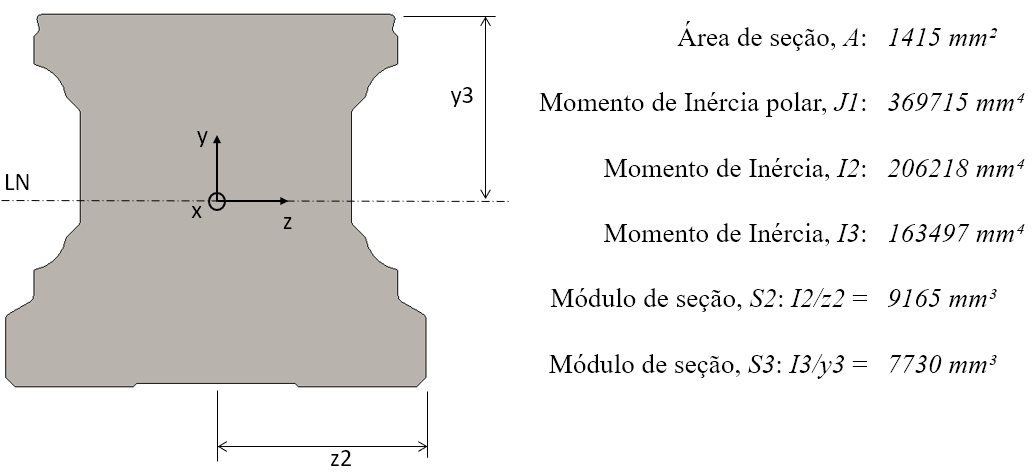 y3
y
LN
x
z
z2
Área de seção, A: 1415 mm²
Momento de Inércia polar, J1: 369715 mm⁴
Momento de Inércia, I2: 206218 mm⁴
Momento de Inércia, I3: 163497 mm⁴
Módulo de seção, S2: I2/z2 = 9165 mm³
Módulo de seção, S3: I3/y3 = 7730 mm³